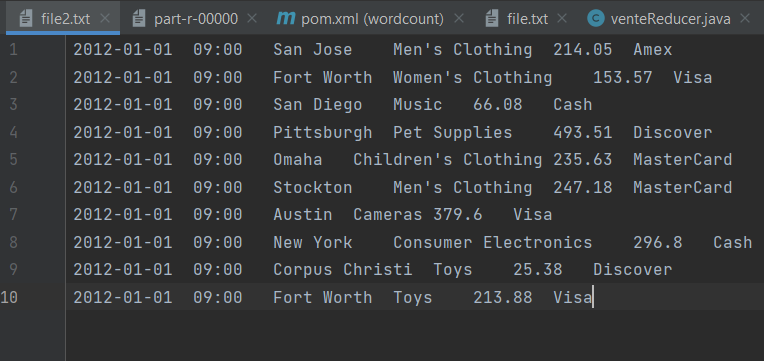 file2.txt part-r-00000 pom.xml (wordcount) file.txt venteReducer.java
1 2012-01-01 09:00 San Jose Men's Clothing 214.05 Amex
2 2012-01-01 09:00 Fort Worth Women's Clothing 153.57 Visa
3 2012-01-01 09:00 San Diego Music 66.08 Cash
4 2012-01-01 09:00 Pittsburgh Pet Supplies 493.51 Discover
5 2012-01-01 09:00 Omaha Children's Clothing 235.63 MasterCard
6 2012-01-01 09:00 Stockton Men's Clothing 247.18 MasterCard
7 2012-01-01 09:00 Austin Cameras 379.6 Visa
8 2012-01-01 09:00 New York Consumer Electronics 296.8 Cash
9 2012-01-01 09:00 Corpus Christi Toys 25.38 Discover
10 2012-01-01 09:00 Fort Worth Toys 213.88 Visa